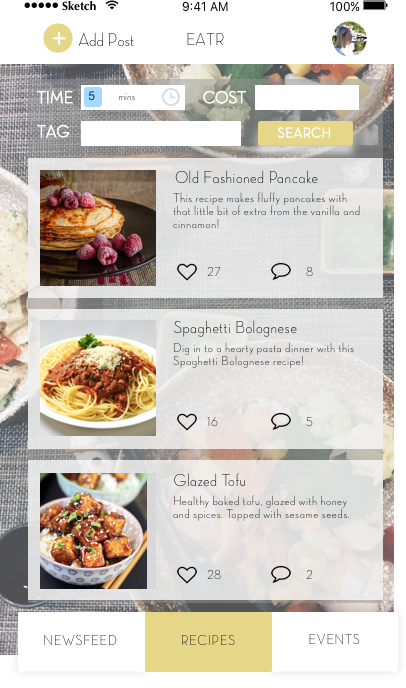 Sketch 9:41 AM 100%
Add Post EATR
TIME 5 mins COST
TAG SEARCH
Old Fashioned Pancake
This recipe makes fluffy pancakes with
that little bit of extra from the vanilla and
cinnamon!
27 8
Spaghetti Bolognese
Dig in to a hearty pasta dinner with this
Spaghetti Bolognese recipe!
16 5
Glazed Tofu
Healthy baked tofu, glazed with honey
and spices. Topped with sesame seeds.
28 2
NEWSFEED RECIPES EVENTS